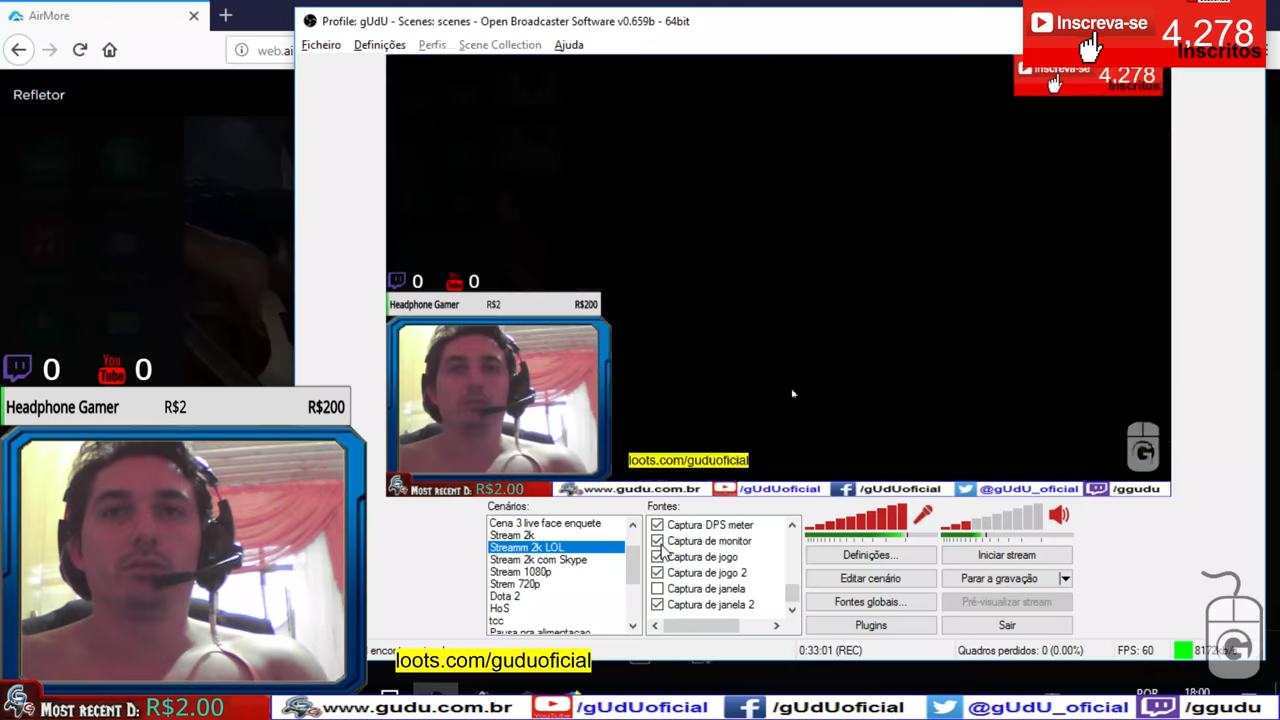 AirMore
Profile: gUdU - Scenes: scenes - Open Broadcaster Software v0.659b - 64bit
Inscreva-se
4,278
Inscritos
Ficheiro Definições Perfis Scene Collection Ajuda
web.ai
Inscreva-se
4,278
Inscritos
Refletor
0 0
Headphone Gamer R$2 R$200
You Tube
0 0
Headphone Gamer R$2 R$200
loots.com/guduoficial
MOST RECENT D: R$2.00 www.gudu.com.br /gUdUoficial /gUdUoficial @gUdU_oficial /ggudu
Cenários:
Cena 3 live face enquete
Stream 2k
Streamm 2k LOL
Stream 2k com Skype
Stream 1080p
Strem 720p
Dota 2
HoS
tcc
Pausa pra alimentaçao
Fontes:
Captura DPS meter
Captura de monitor
Captura de jogo
Captura de jogo 2
Captura de janela
Captura de janela 2
Definições... Iniciar stream
Editar cenário Parar a gravação
Fontes globais... Pré-visualizar stream
Plugins Sair
0:33:01 (REC) Quadros perdidos: 0 (0.00%) FPS: 60
loots.com/guduoficial
POR 18:00
MOST RECENT D: R$2.00 www.gudu.com.br YouTube /gUdUoficial /gUdUoficial @gUdU_oficial /ggudu